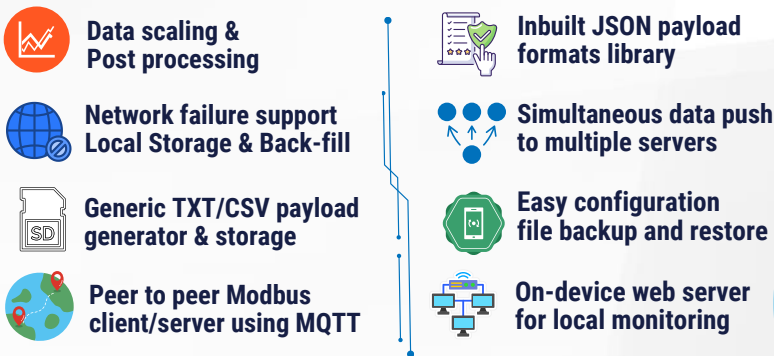 Data scaling &
Post processing
Network failure support
Local Storage & Back-fill
SD
Generic TXT/CSV payload
generator & storage
Peer to peer Modbus
client/server using MQTT
Inbuilt JSON payload
formats library
Simultaneous data push
to multiple servers
Easy configuration
file backup and restore
On-device web server
for local monitoring